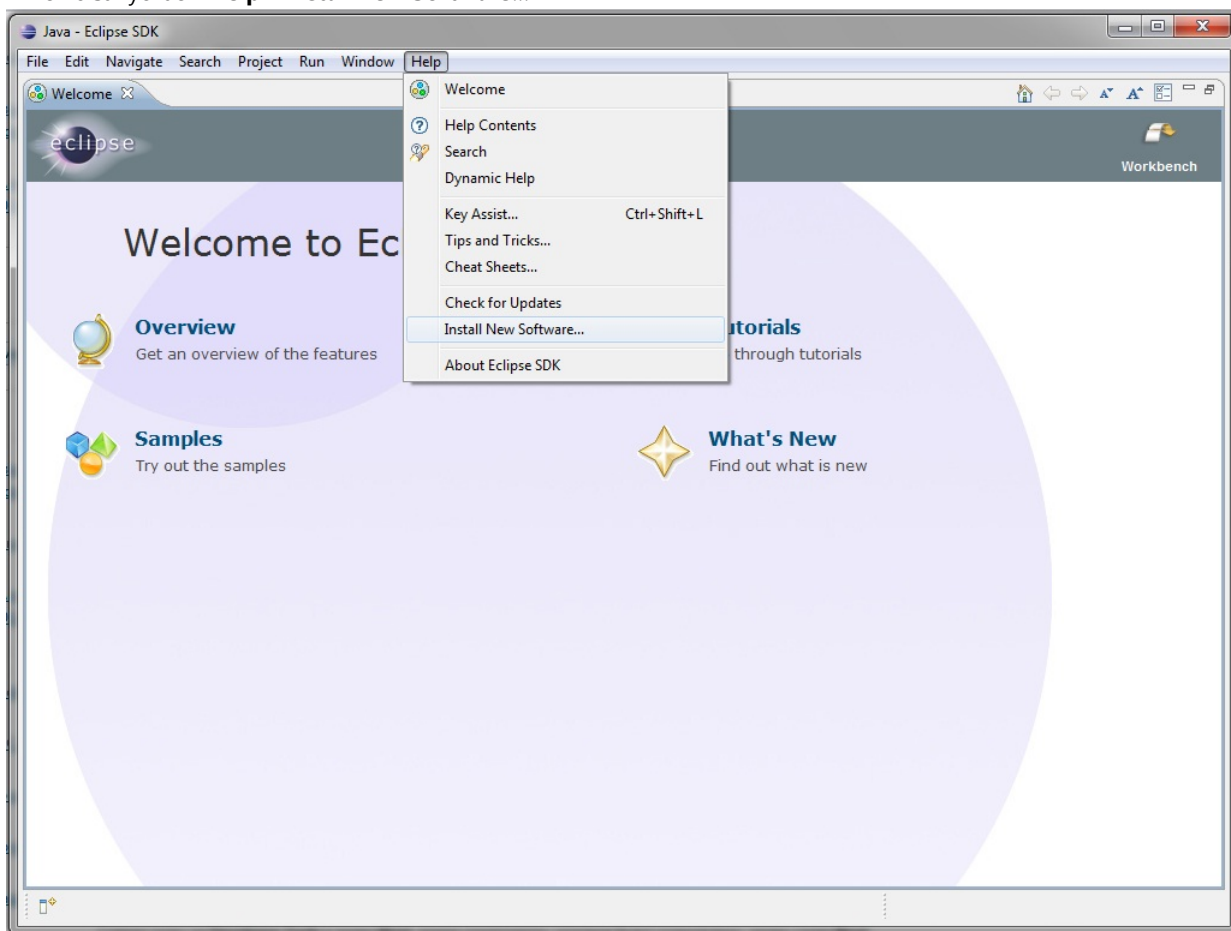 Java - Eclipse SDK
File Edit Navigate Search Project Run Window Help
Welcome
eclipse
Workbench
Welcome
Help Contents
Search
Dynamic Help
Key Assist... Ctrl+Shift+L
Tips and Tricks...
Cheat Sheets...
Check for Updates
Install New Software...
About Eclipse SDK
Welcome to Ec
Overview
Get an overview of the features
utorials
through tutorials
Samples
Try out the samples
What's New
Find out what is new